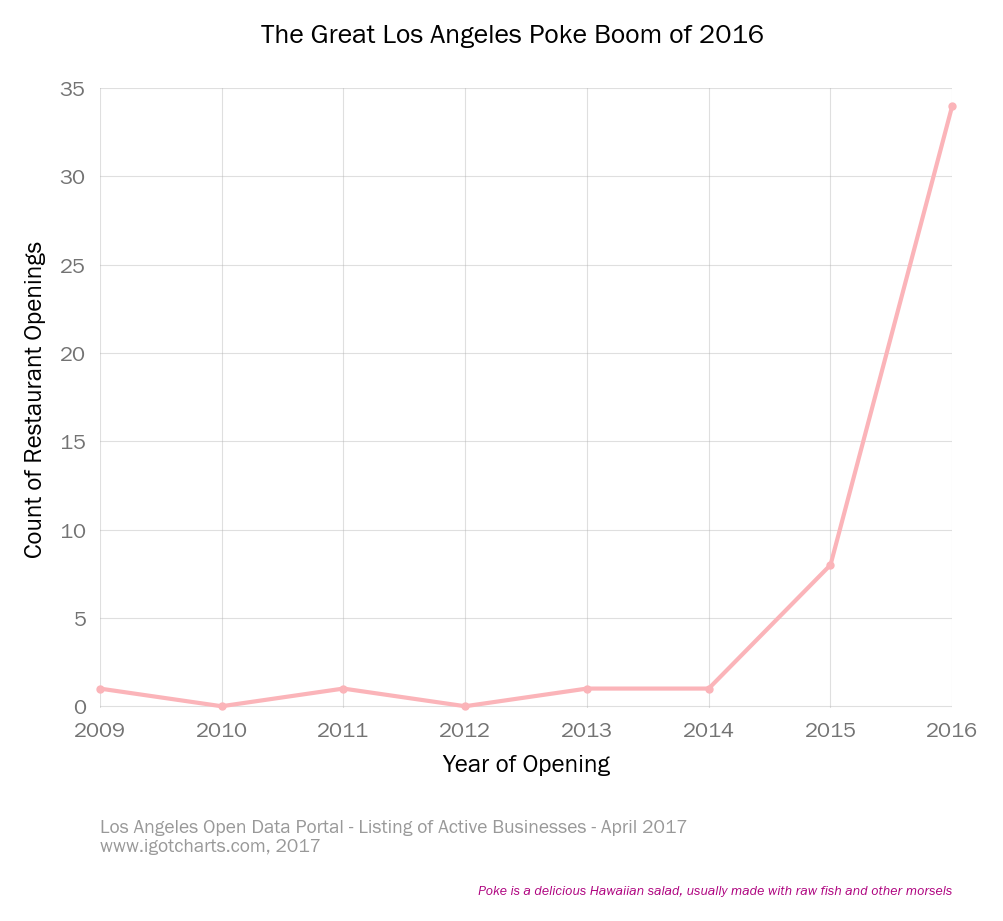 The Great Los Angeles Poke Boom of 2016
35
30
25
20
15
10
5
0
Count of Restaurant Openings
2009 2010 2011 2012 2013 2014 2015 2016
Year of Opening
Los Angeles Open Data Portal - Listing of Active Businesses - April 2017
www.igotcharts.com, 2017
Poke is a delicious Hawaiian salad, usually made with raw fish and other morsels